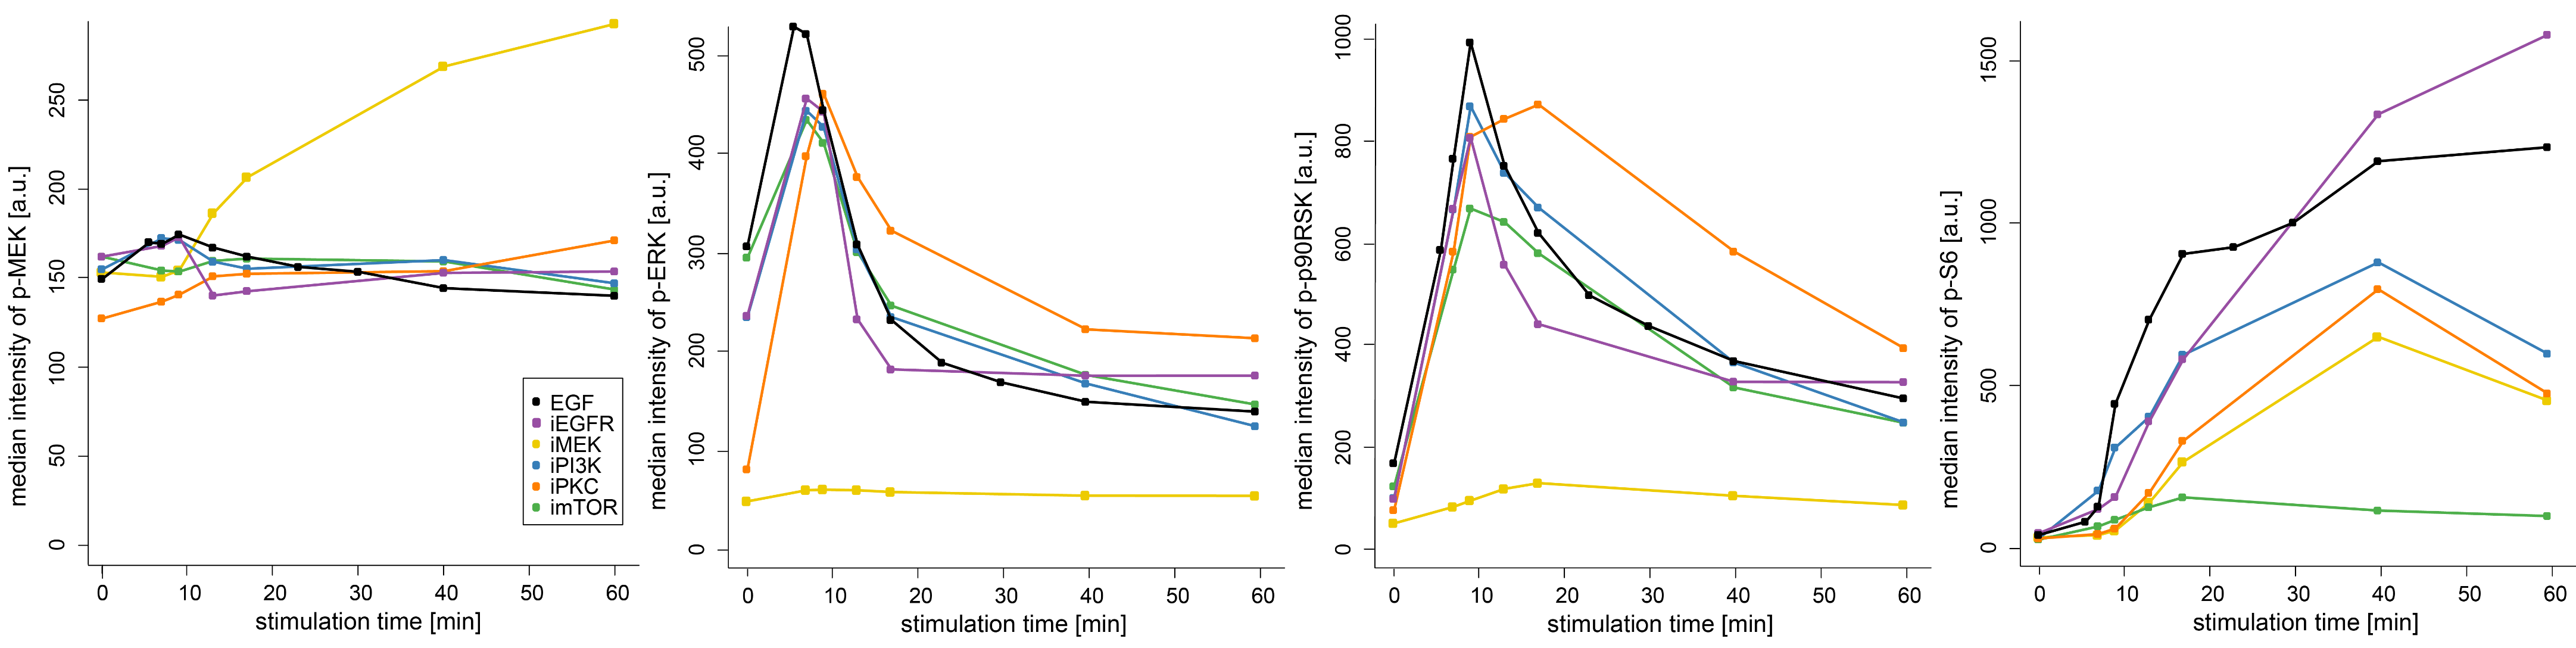 median intensity of p-MEK [a.u.]
250
200
150
100
50
0
0 10 20 30 40 50 60
stimulation time [min]
EGF
iEGFR
iMEK
iPI3K
iPKC
imTOR
median intensity of p-ERK [a.u.]
500
400
300
200
100
0
0 10 20 30 40 50 60
stimulation time [min]
median intensity of p-p90RSK [a.u.]
1000
800
600
400
200
0
0 10 20 30 40 50 60
stimulation time [min]
median intensity of p-S6 [a.u.]
1500
1000
500
0
0 10 20 30 40 50 60
stimulation time [min]